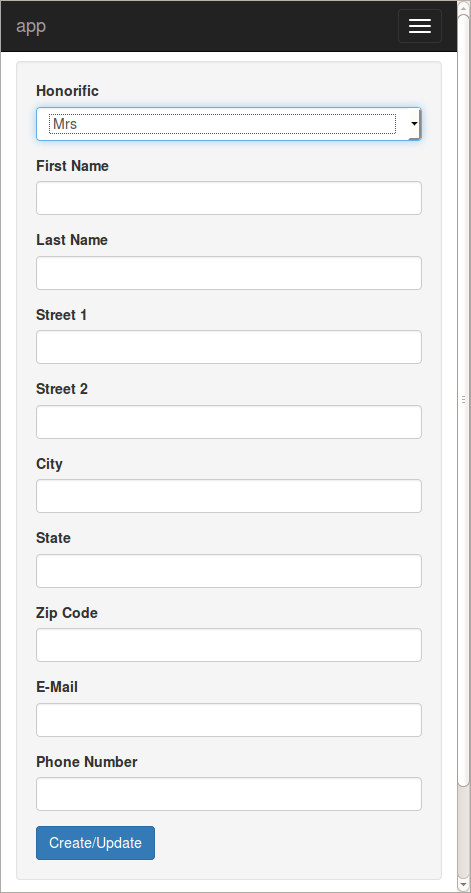 app
Honorific
Mrs
First Name
Last Name
Street 1
Street 2
City
State
Zip Code
E-Mail
Phone Number
Create/Update